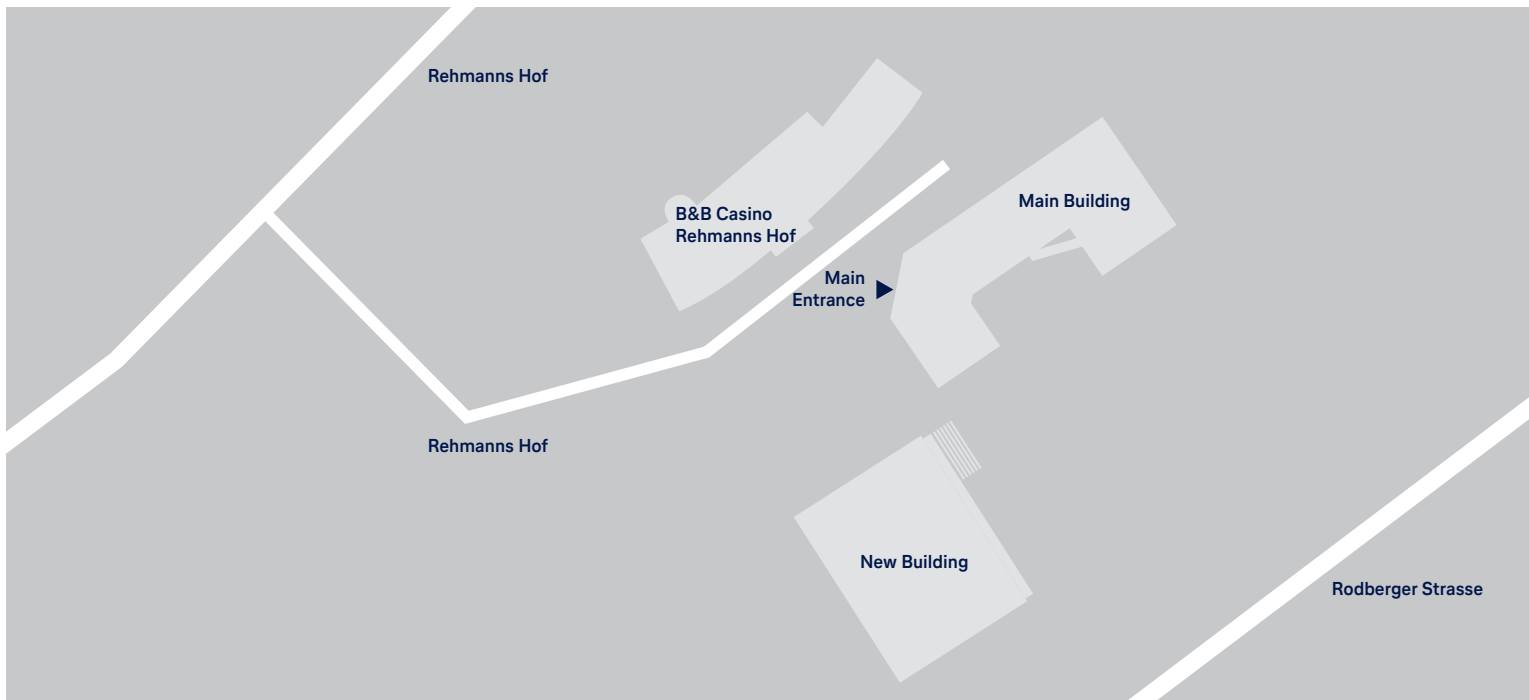 Rehmanns Hof
Main Building
B&B Casino
Rehmanns Hof
Main
Entrance
Rehmanns Hof
New Building
Rodberger Strasse